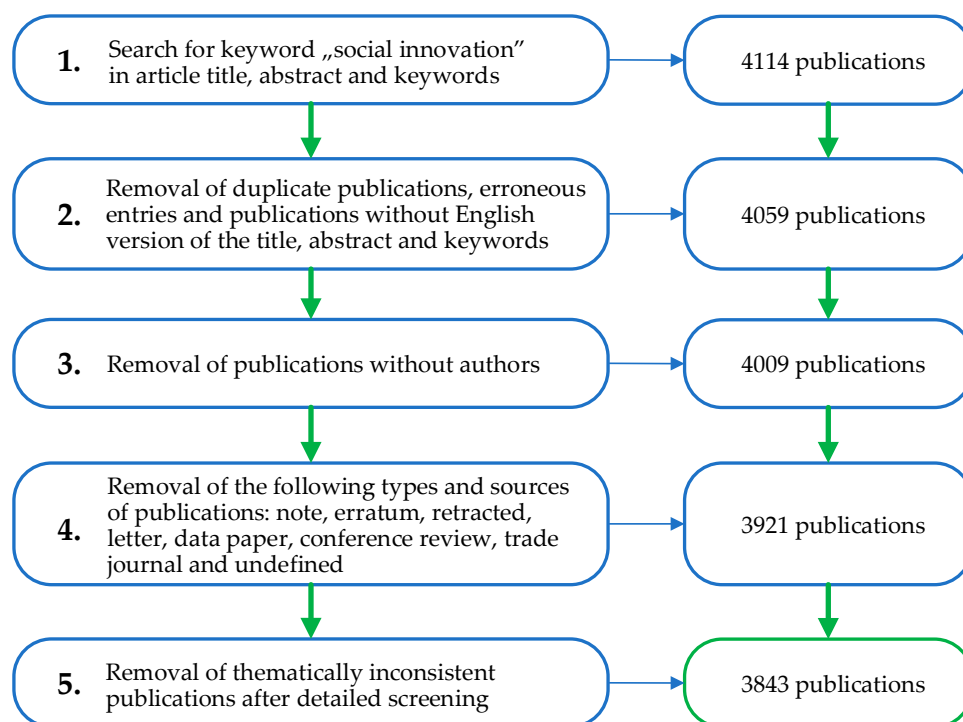 1.
Search for keyword „social innovation”
in article title, abstract and keywords
4114 publications
2.
Removal of duplicate publications, erroneous
entries and publications without English
version of the title, abstract and keywords
4059 publications
3.
Removal of publications without authors
4009 publications
4.
Removal of the following types and sources
of publications: note, erratum, retracted,
letter, data paper, conference review, trade
journal and undefined
3921 publications
5.
Removal of thematically inconsistent
publications after detailed screening
3843 publications